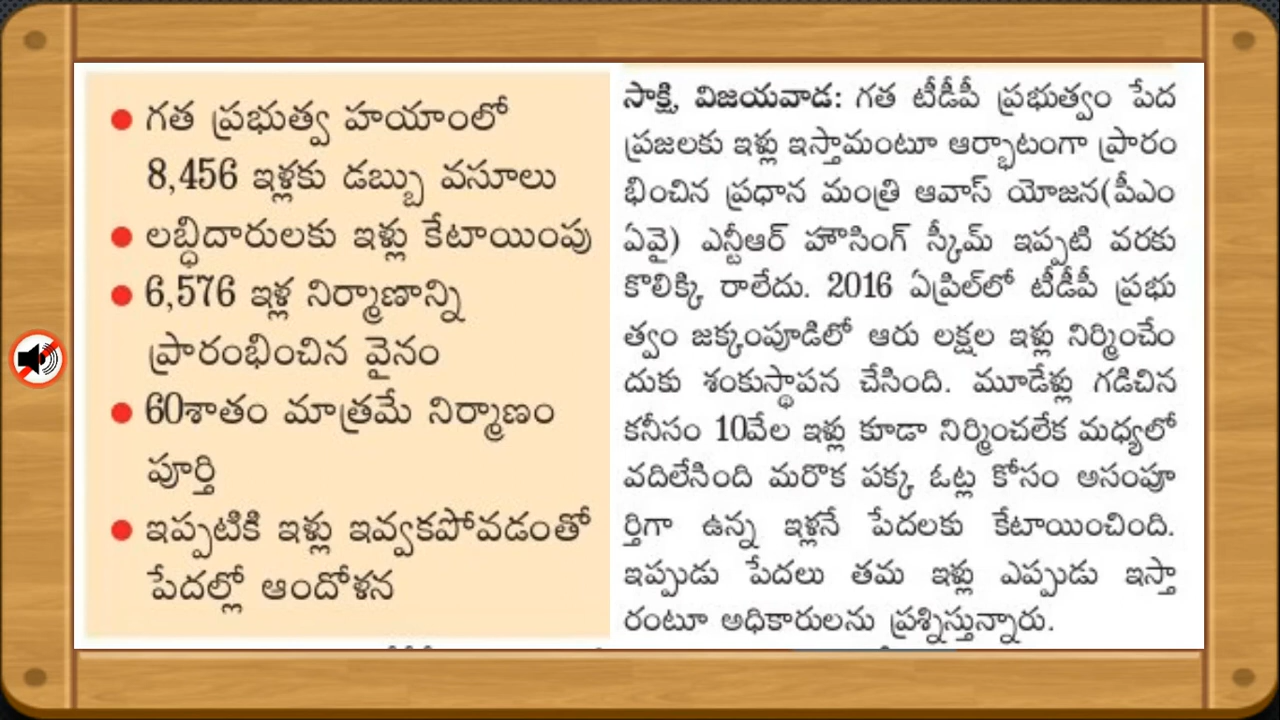 గత ప్రభుత్వ హయాంలో
8,456 ఇళ్లకు డబ్బు వసూలు
లబ్ధిదారులకు ఇళ్లు కేటాయింపు
6,576 ఇళ్ల నిర్మాణాన్ని
ప్రారంభించిన వైనం
60శాతం మాత్రమే నిర్మాణం
పూర్తి
ఇప్పటికి ఇళ్లు ఇవ్వకపోవడంతో
పేదల్లో ఆందోళన
సాక్షి, విజయవాడ: గత టీడీపీ ప్రభుత్వం పేద
ప్రజలకు ఇళ్లు ఇస్తామంటూ ఆర్భాటంగా ప్రారం
భించిన ప్రధాన మంత్రి ఆవాస్ యోజన(పీఎం
ఏవై) ఎన్టీఆర్ హౌసింగ్ స్కీమ్ ఇప్పటి వరకు
కొలిక్కి రాలేదు. 2016 ఏప్రిల్‌లో టీడీపీ ప్రభు
త్వం జక్కంపూడిలో ఆరు లక్షల ఇళ్లు నిర్మించేం
దుకు శంకుస్థాపన చేసింది. మూడేళ్లు గడిచిన
కనీసం 10వేల ఇళ్లు కూడా నిర్మించలేక మధ్యలో
వదిలేసింది మరొక పక్క ఓట్ల కోసం అసంపూ
ర్తిగా ఉన్న ఇళ్లనే పేదలకు కేటాయించింది.
ఇప్పుడు పేదలు తమ ఇళ్లు ఎప్పుడు ఇస్తా
రంటూ అధికారులను ప్రశ్నిస్తున్నారు.